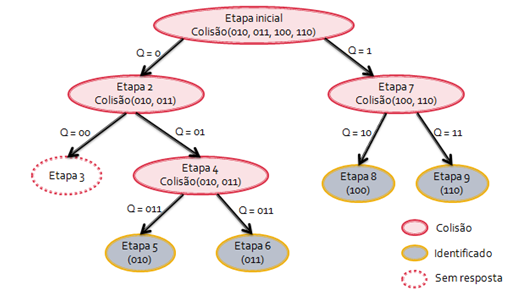 Etapa inicial
Colisão(010, 011, 100, 110)
Q = 0
Q = 1
Etapa 2
Colisão(010, 011)
Etapa 7
Colisão(100, 110)
Q = 00
Q = 01
Q = 10
Q = 11
Etapa 3
Etapa 4
Colisão(010, 011)
Etapa 8
(100)
Etapa 9
(110)
Q = 011
Q = 011
Etapa 5
(010)
Etapa 6
(011)
Colisão
Identificado
Sem resposta